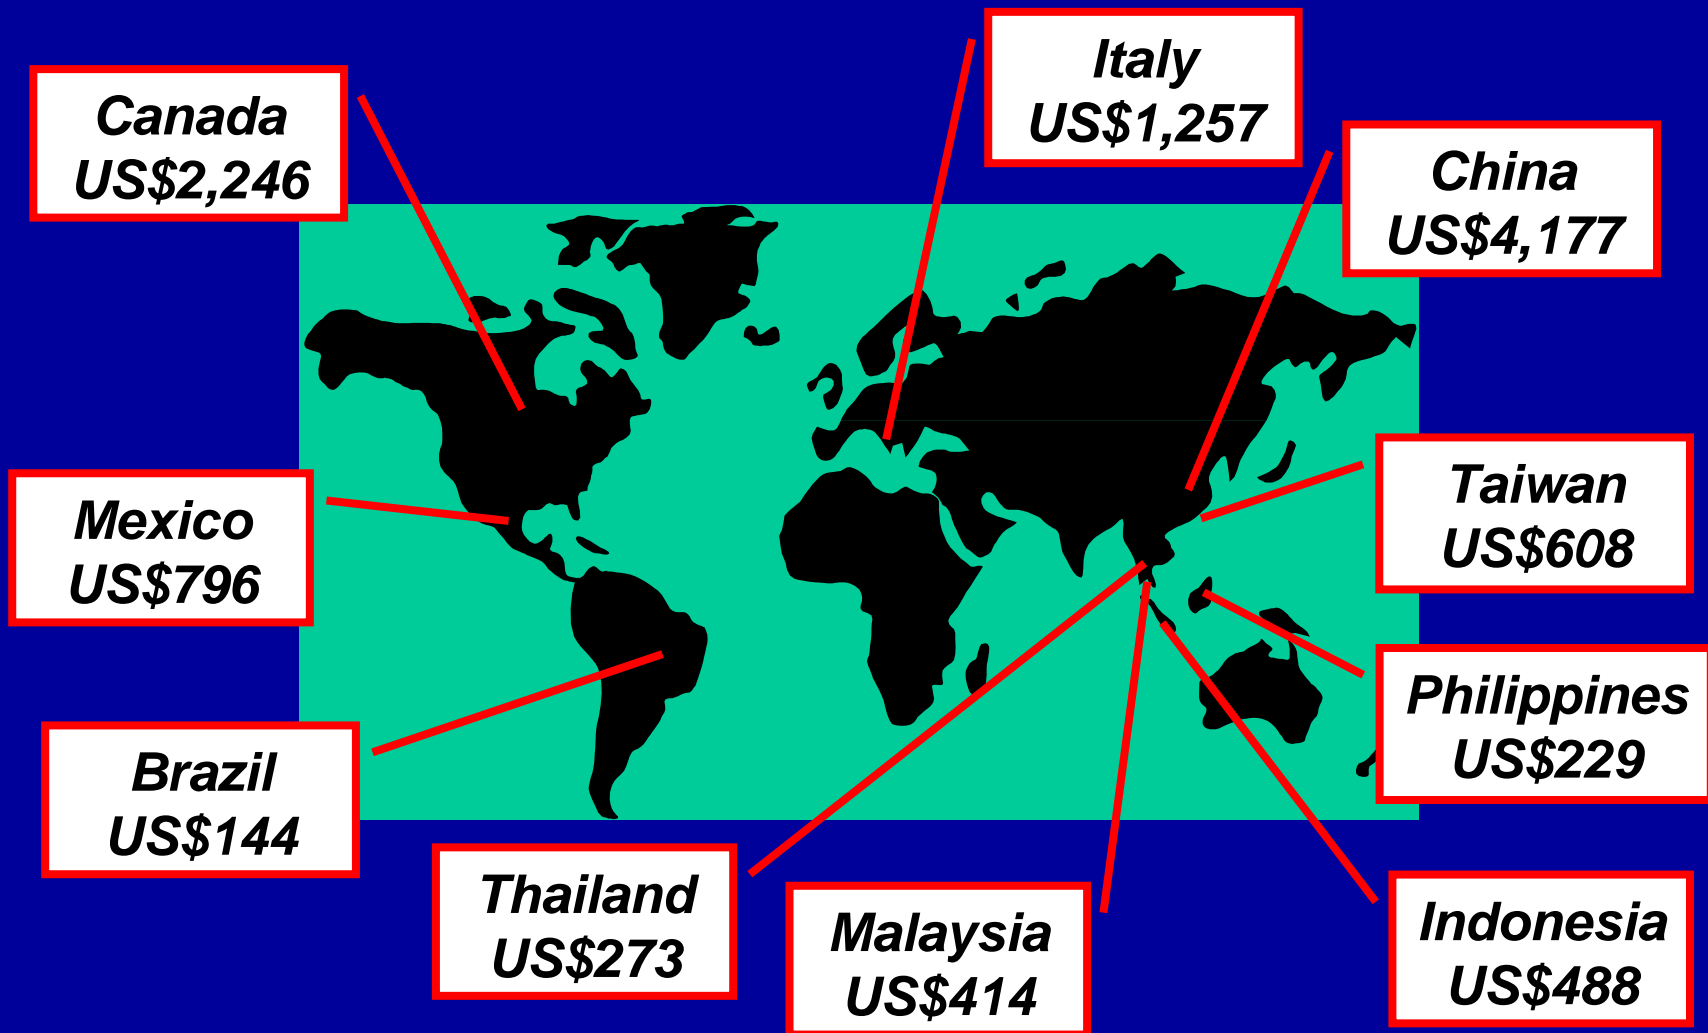 Italy
US$1,257
Canada
US$2,246
China
US$4,177
Taiwan
US$608
Mexico
US$796
Philippines
US$229
Brazil
US$144
Thailand
US$273
Malaysia
US$414
Indonesia
US$488